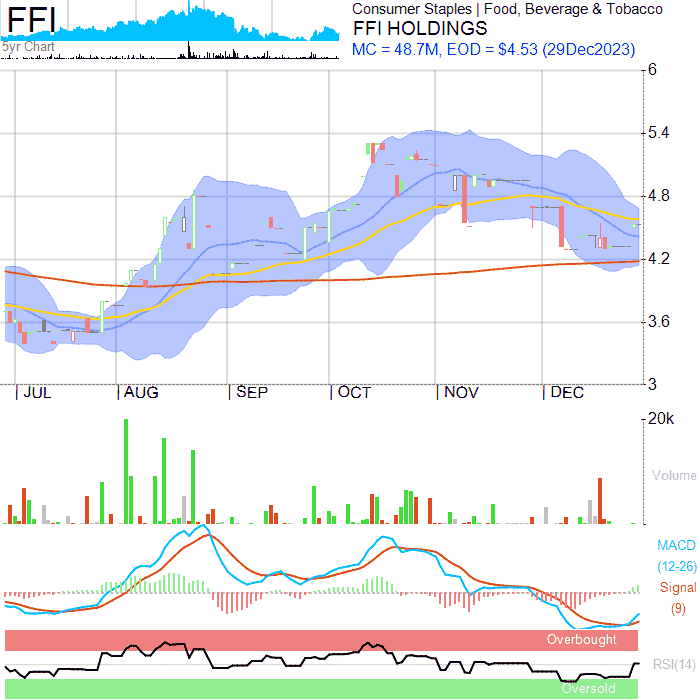 FFI
5yr Chart
Consumer Staples | Food, Beverage & Tobacco
FFI HOLDINGS
MC = 48.7M, EOD = $4.53 (29Dec2023)
6
5.4
4.8
4.2
3.6
3
| JUL | AUG | SEP | OCT | NOV | DEC
20k
Volume
MACD
(12-26)
Signal
(9)
Overbought
RSI(14)
Oversold